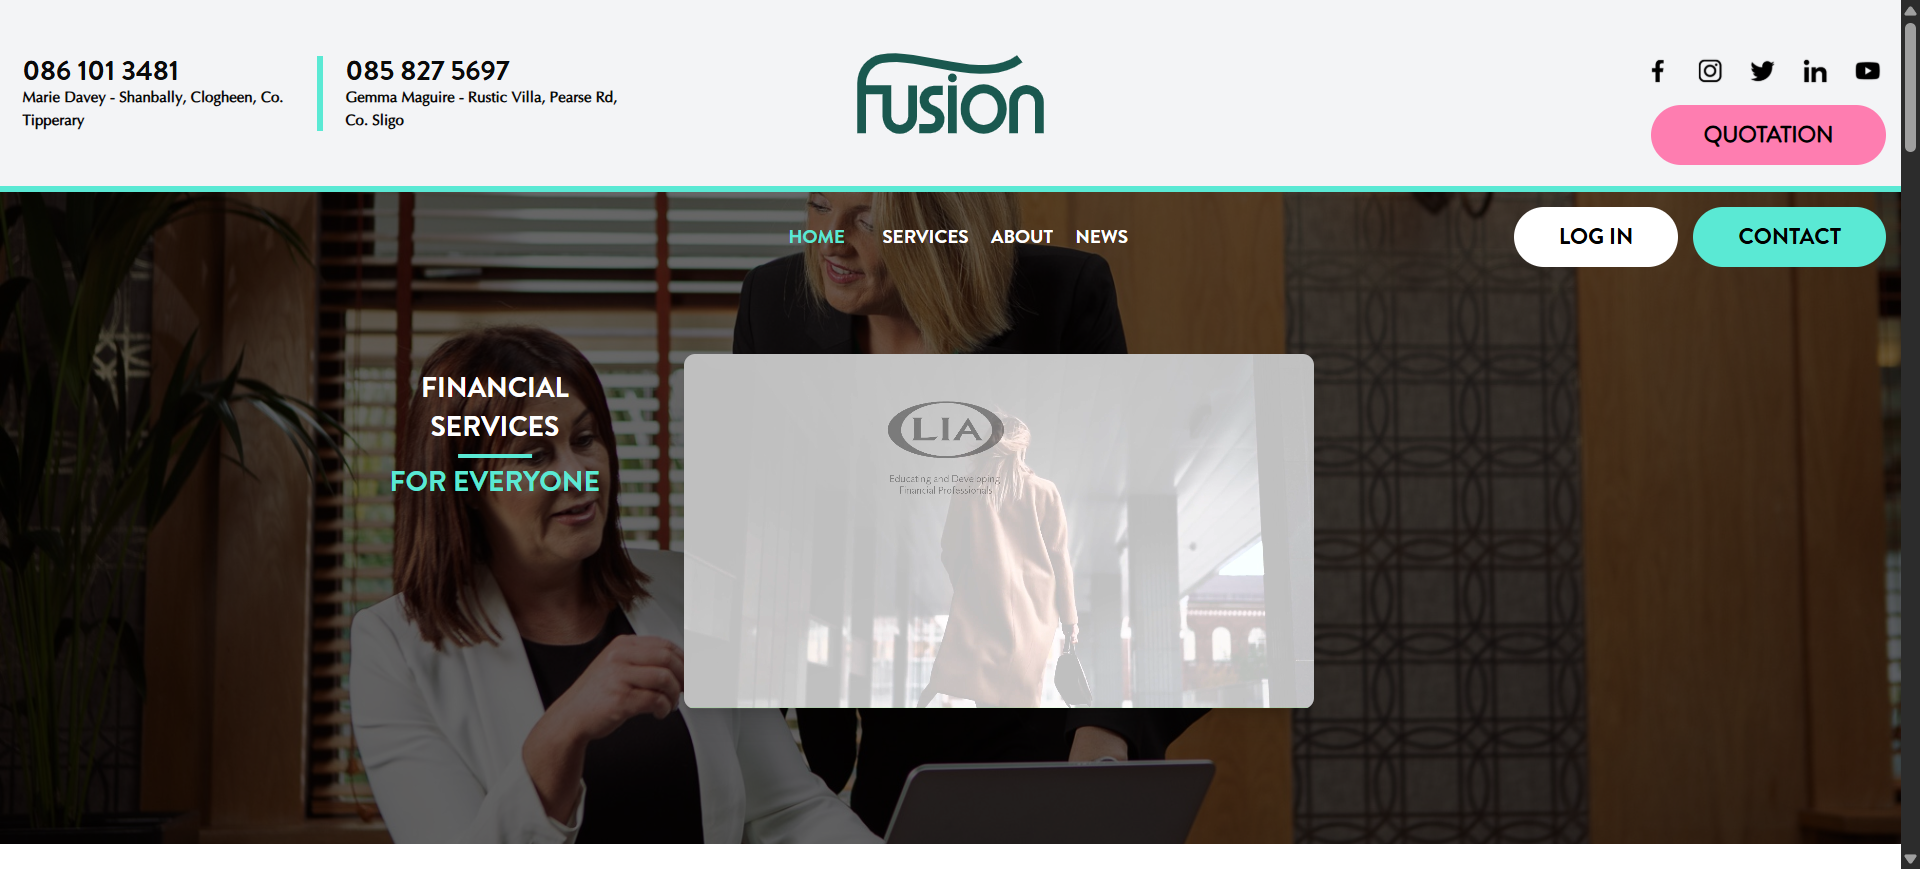 086 101 3481
Marie Davey - Shanbally, Clogheen, Co.
Tipperary
085 827 5697
Gemma Maguire - Rustic Villa, Pearse Rd,
Co. Sligo
fusion
QUOTATION
HOME
SERVICES
ABOUT
NEWS
LOG IN
CONTACT
FINANCIAL
SERVICES
FOR EVERYONE
LIA
Educating and Developing
Financial Professionals